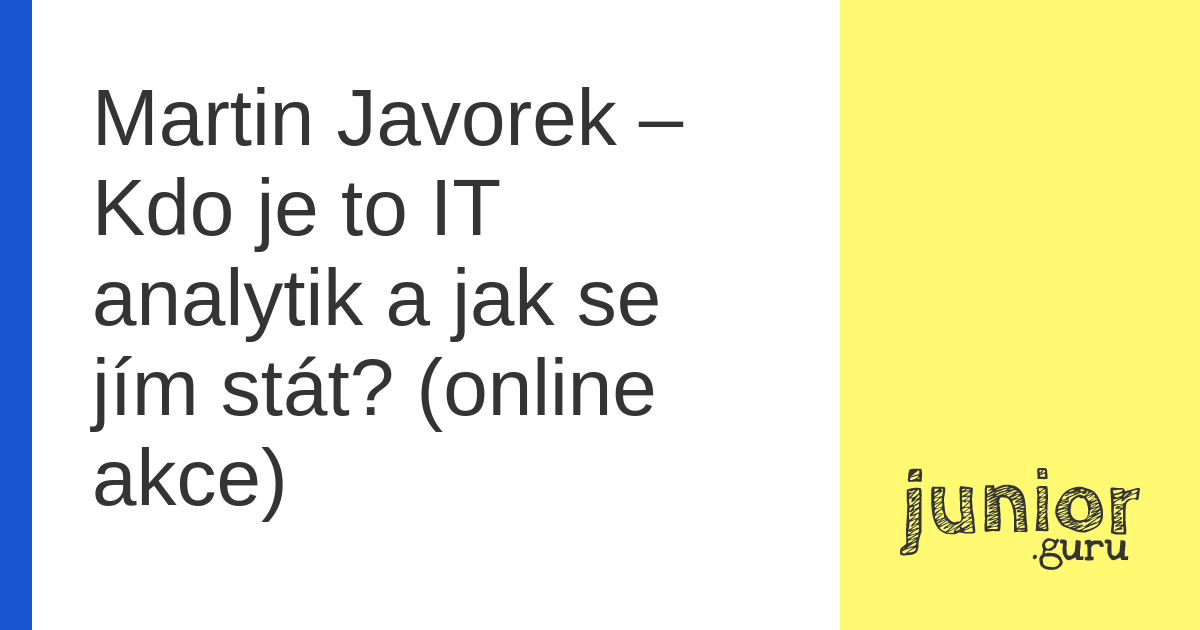 Martin Javorek –
Kdo je to IT
analytik a jak se
jím stát? (online
akce)
junior
.guru